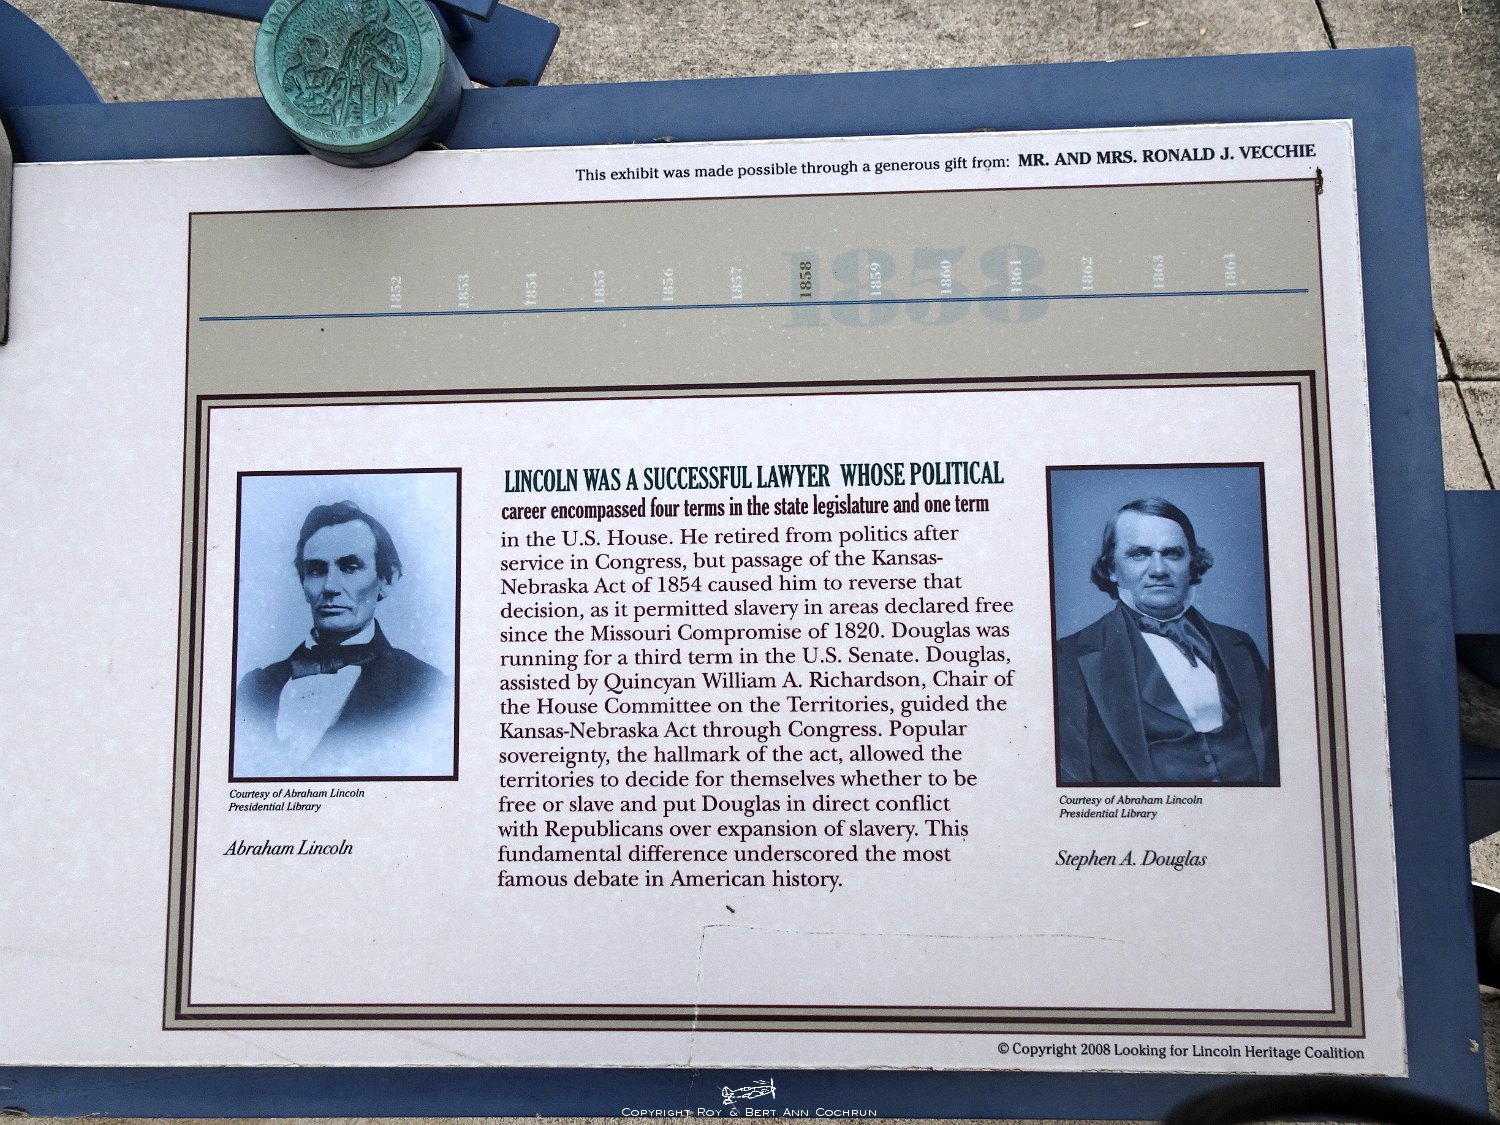 This exhibit was made possible through a generous gift from: MR. AND MRS. RONALD J. VECCHIE
1858
1852 1853 1854 1855 1856 1857 1858 1859 1860 1861 1862 1863 1864
LINCOLN WAS A SUCCESSFUL LAWYER WHOSE POLITICAL
career encompassed four terms in the state legislature and one term
in the U.S. House. He retired from politics after
service in Congress, but passage of the Kansas-
Nebraska Act of 1854 caused him to reverse that
decision, as it permitted slavery in areas declared free
since the Missouri Compromise of 1820. Douglas was
running for a third term in the U.S. Senate. Douglas,
assisted by Quincyan William A. Richardson, Chair of
the House Committee on the Territories, guided the
Kansas-Nebraska Act through Congress. Popular
sovereignty, the hallmark of the act, allowed the
territories to decide for themselves whether to be
free or slave and put Douglas in direct conflict
with Republicans over expansion of slavery. This
fundamental difference underscored the most
famous debate in American history.
Courtesy of Abraham Lincoln
Presidential Library
Abraham Lincoln
Courtesy of Abraham Lincoln
Presidential Library
Stephen A. Douglas
© Copyright 2008 Looking for Lincoln Heritage Coalition
Copyright Roy & Bert Ann Cochrun